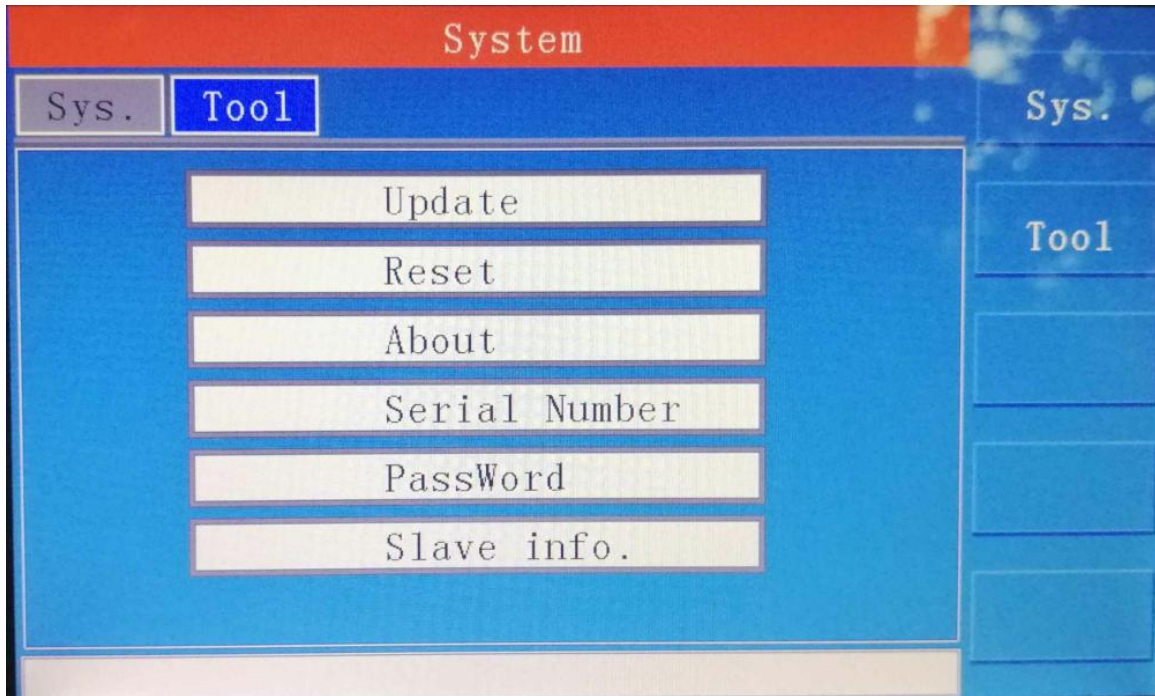 System
Sys. Tool
Sys.
Tool
Update
Reset
About
Serial Number
PassWord
Slave info.